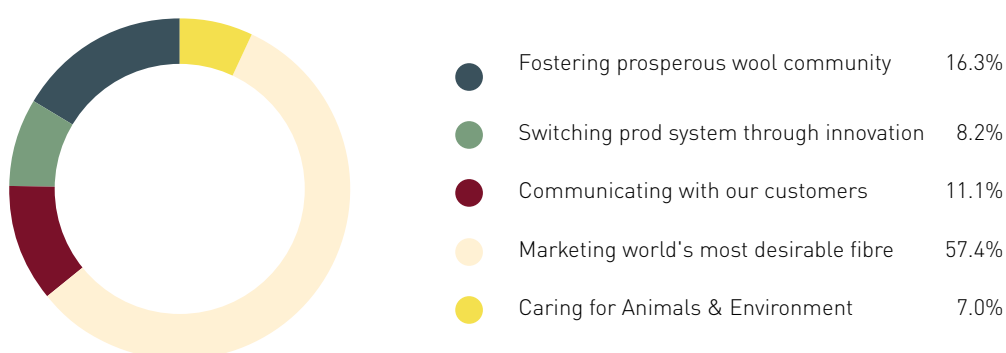 Fostering prosperous wool community 16.3%
Switching prod system through innovation 8.2%
Communicating with our customers 11.1%
Marketing world's most desirable fibre 57.4%
Caring for Animals & Environment 7.0%